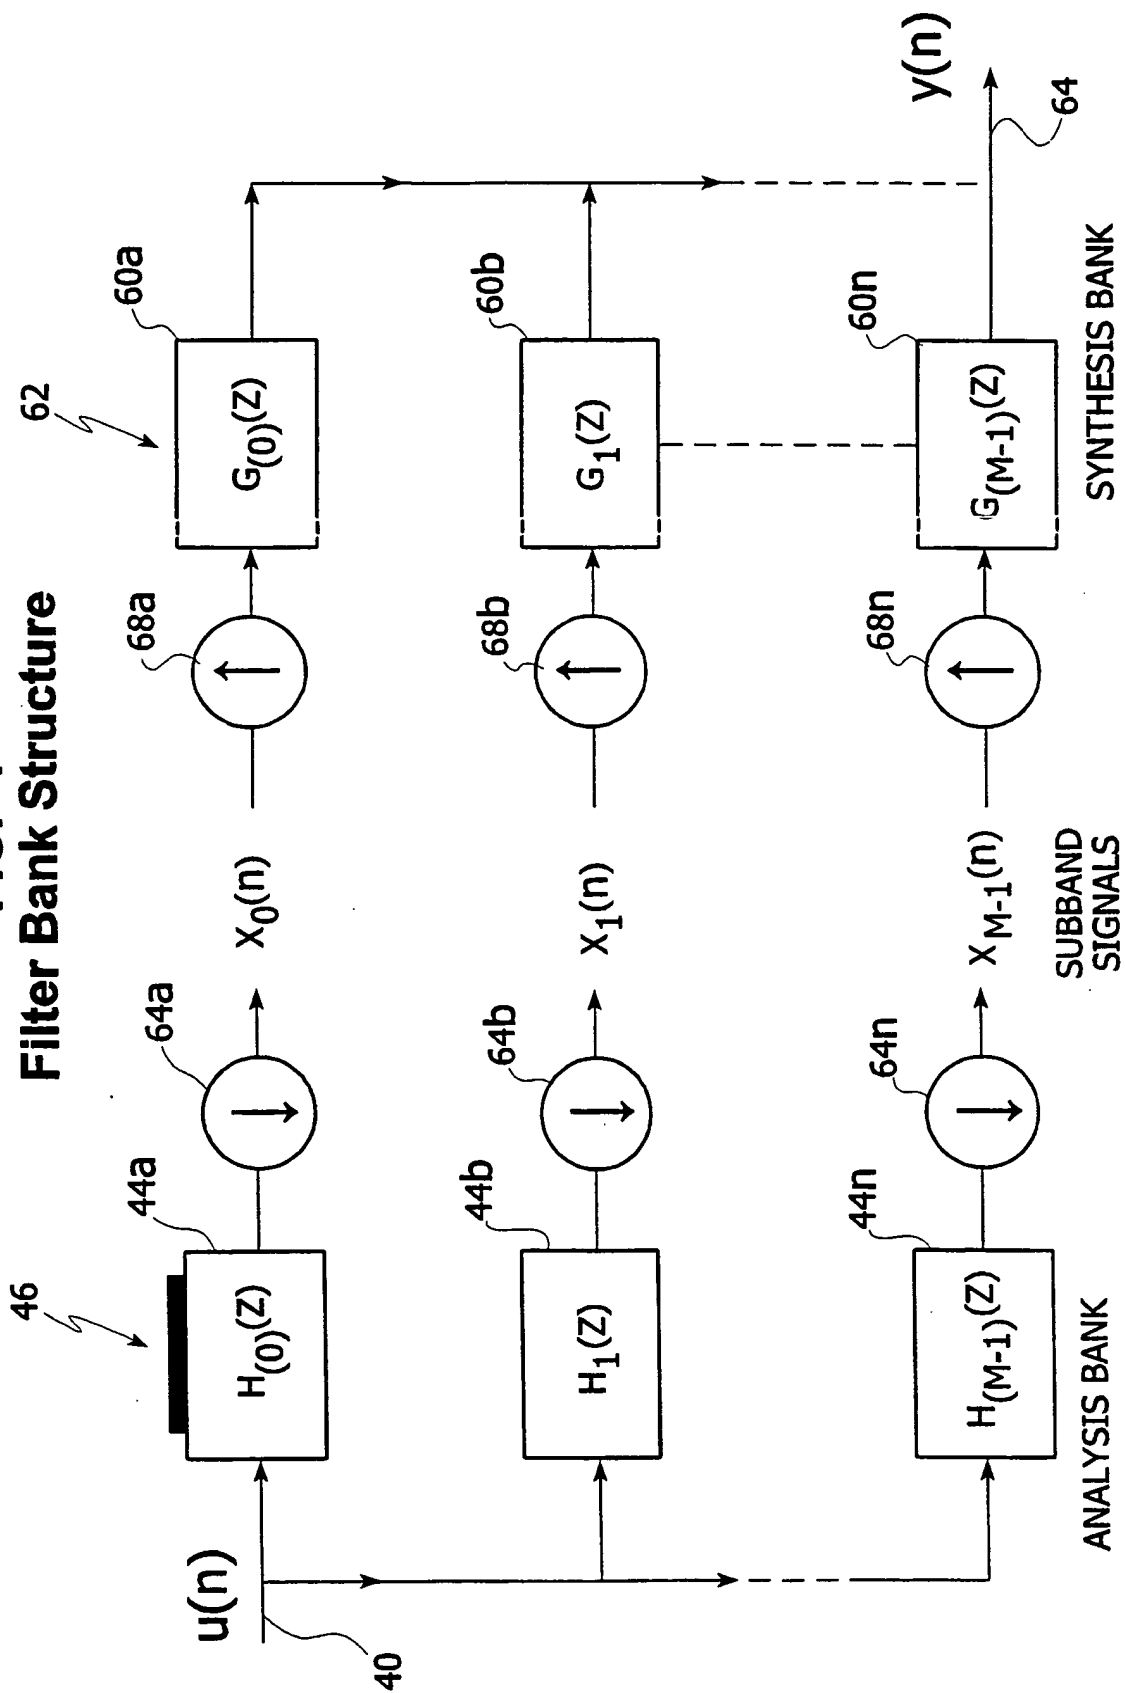 Filter Bank Structure
46
62
44a
64a
68a
60a
u(n)
40
H(0)(Z)
X0(n)
G(0)(Z)
44b
64b
68b
60b
H1(Z)
X1(n)
G1(Z)
44n
64n
68n
60n
H(M-1)(Z)
XM-1(n)
G(M-1)(Z)
y(n)
64
ANALYSIS BANK
SUBBAND
SIGNALS
SYNTHESIS BANK